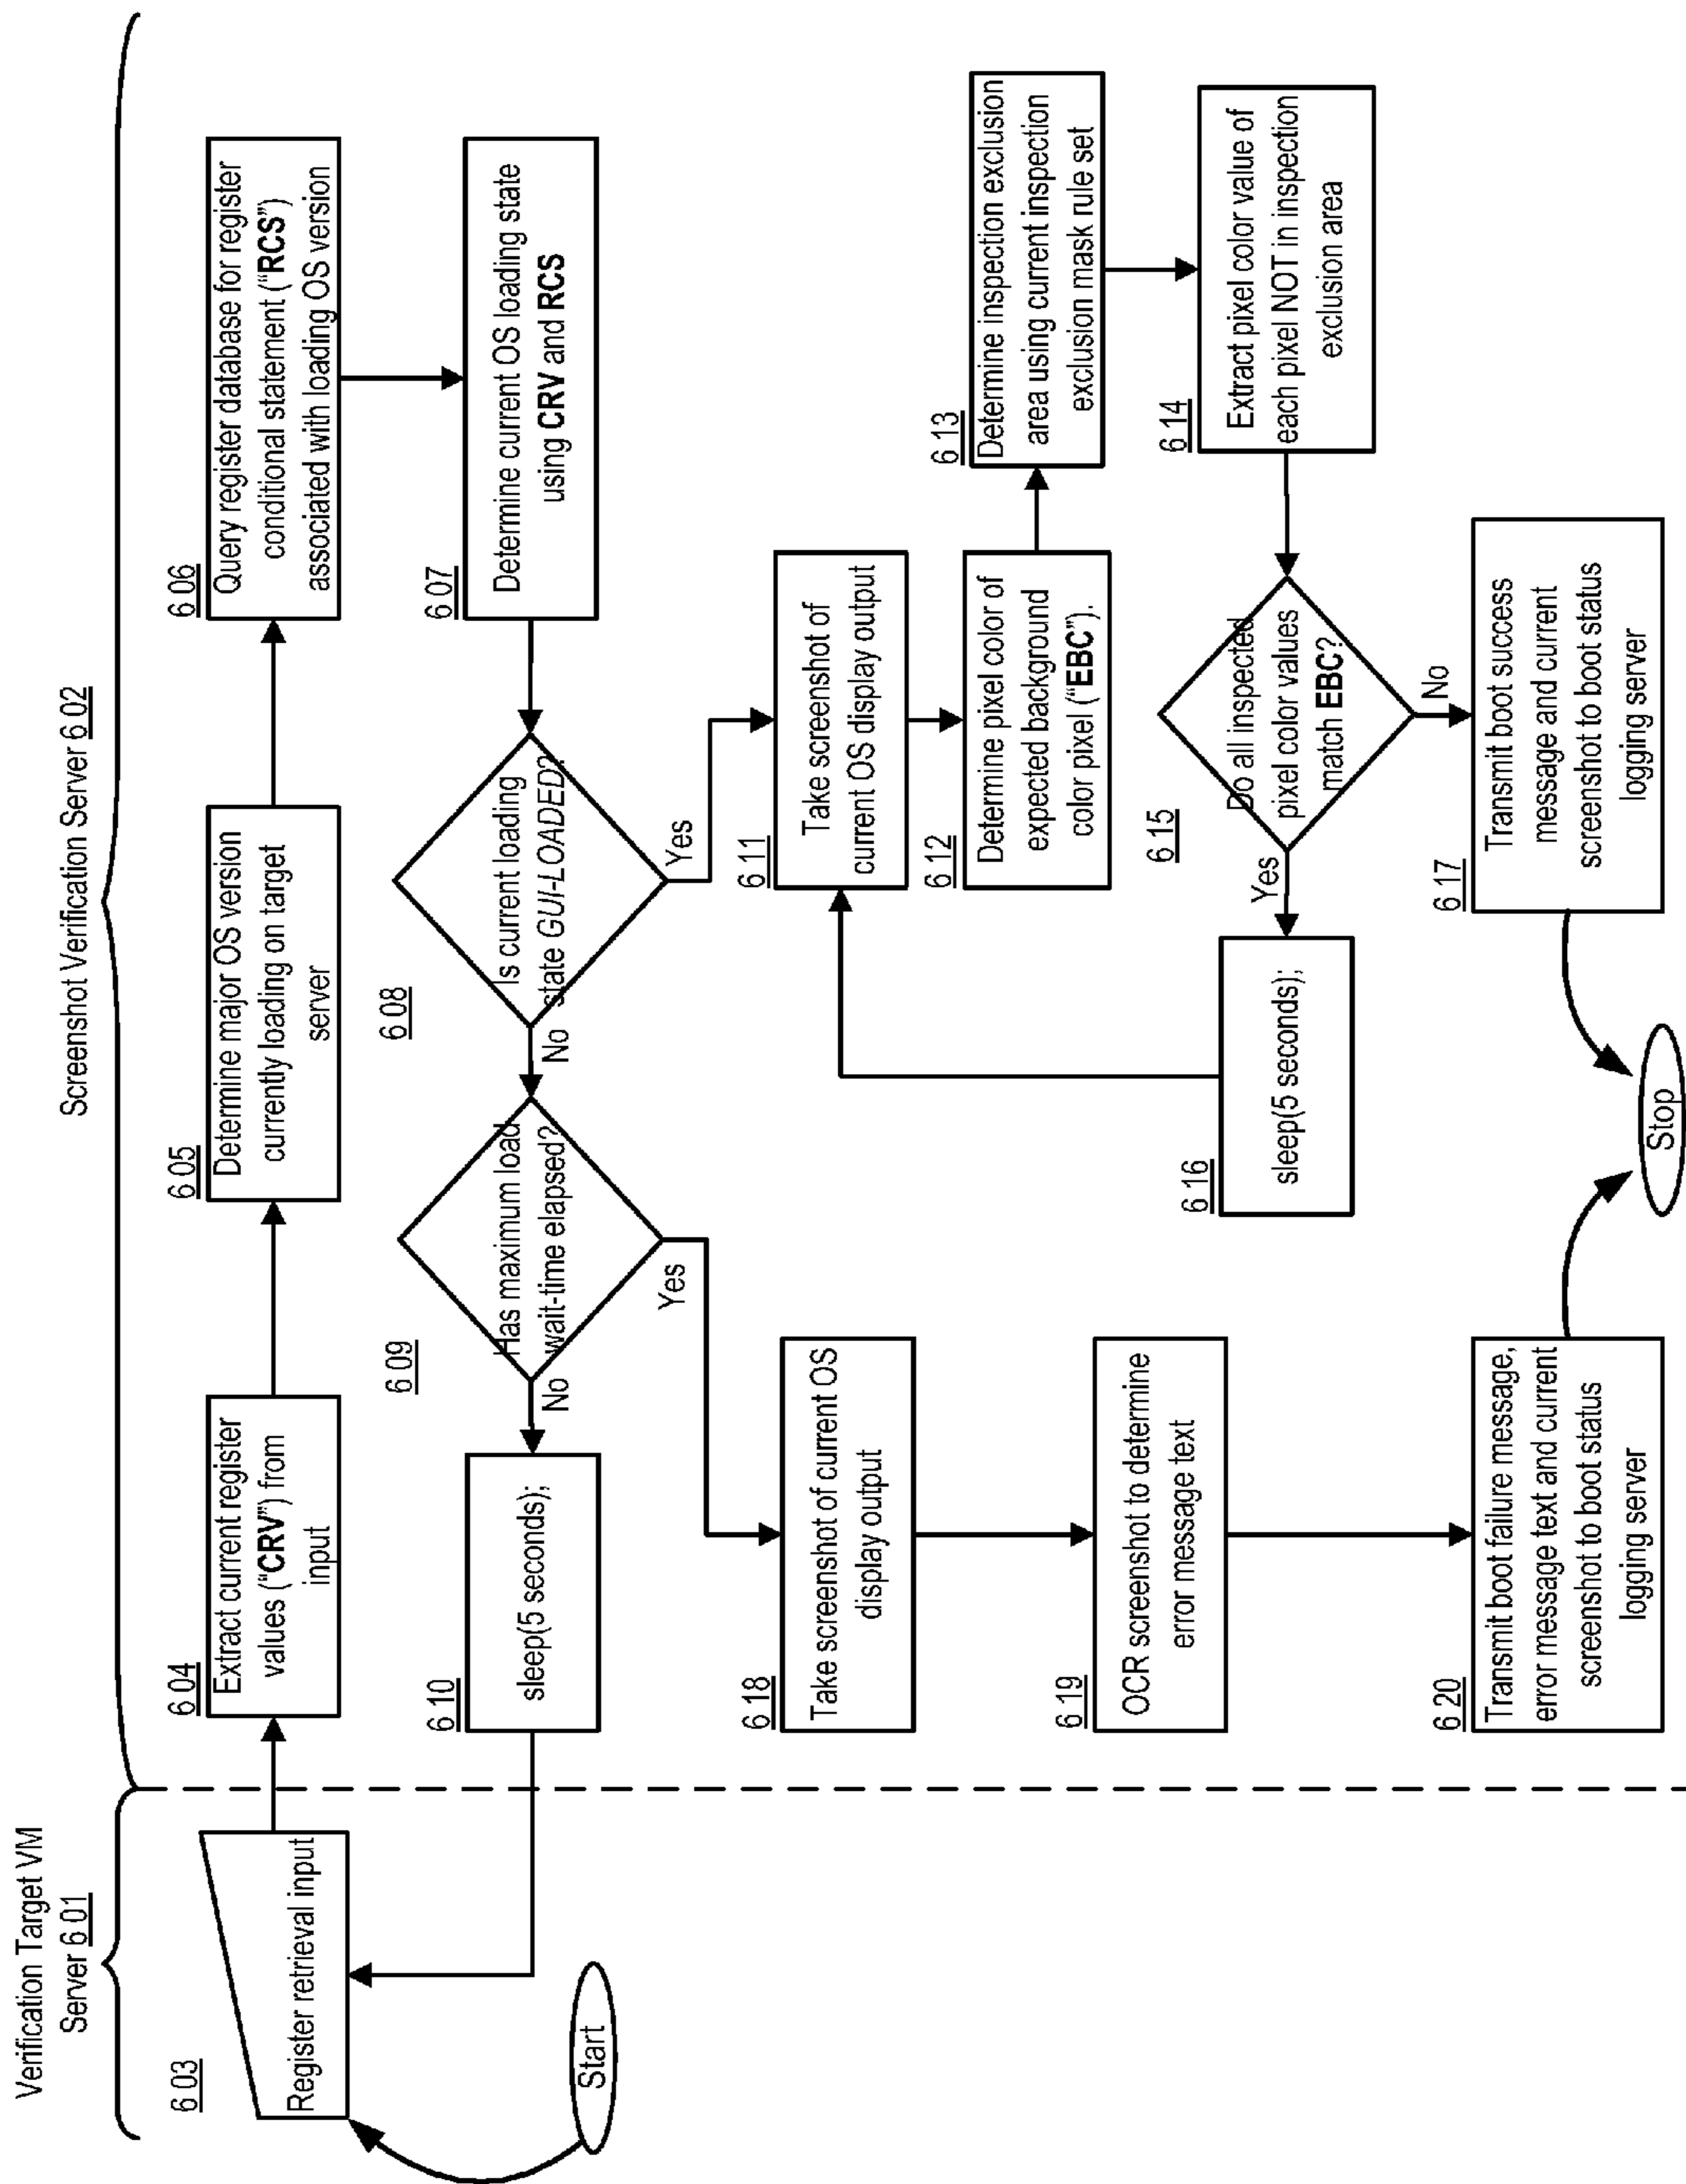 Verification Target VM
Server 6 01
Screenshot Verification Server 6 02
6 03
Register retrieval input
Start
6 04
Extract current register
values (“CRV”) from
input
6 05
Determine major OS version
currently loading on target
server
6 06
Query register database for register
conditional statement (“RCS”)
associated with loading OS version
6 07
Determine current OS loading state
using CRV and RCS
6 08
Is current loading
state GUI-LOADED?
No
Yes
6 09
Has maximum load
wait-time elapsed?
No
Yes
6 10
sleep(5 seconds);
6 11
Take screenshot of
current OS display output
6 12
Determine pixel color of
expected background
color pixel (“EBC”).
6 13
Determine inspection exclusion
area using current inspection
exclusion mask rule set
6 14
Extract pixel color value of
each pixel NOT in inspection
exclusion area
6 15
Do all inspected
pixel color values
match EBC?
Yes
No
6 16
sleep(5 seconds);
6 17
Transmit boot success
message and current
screenshot to boot status
logging server
6 18
Take screenshot of current OS
display output
6 19
OCR screenshot to determine
error message text
6 20
Transmit boot failure message,
error message text and current
screenshot to boot status
logging server
Stop